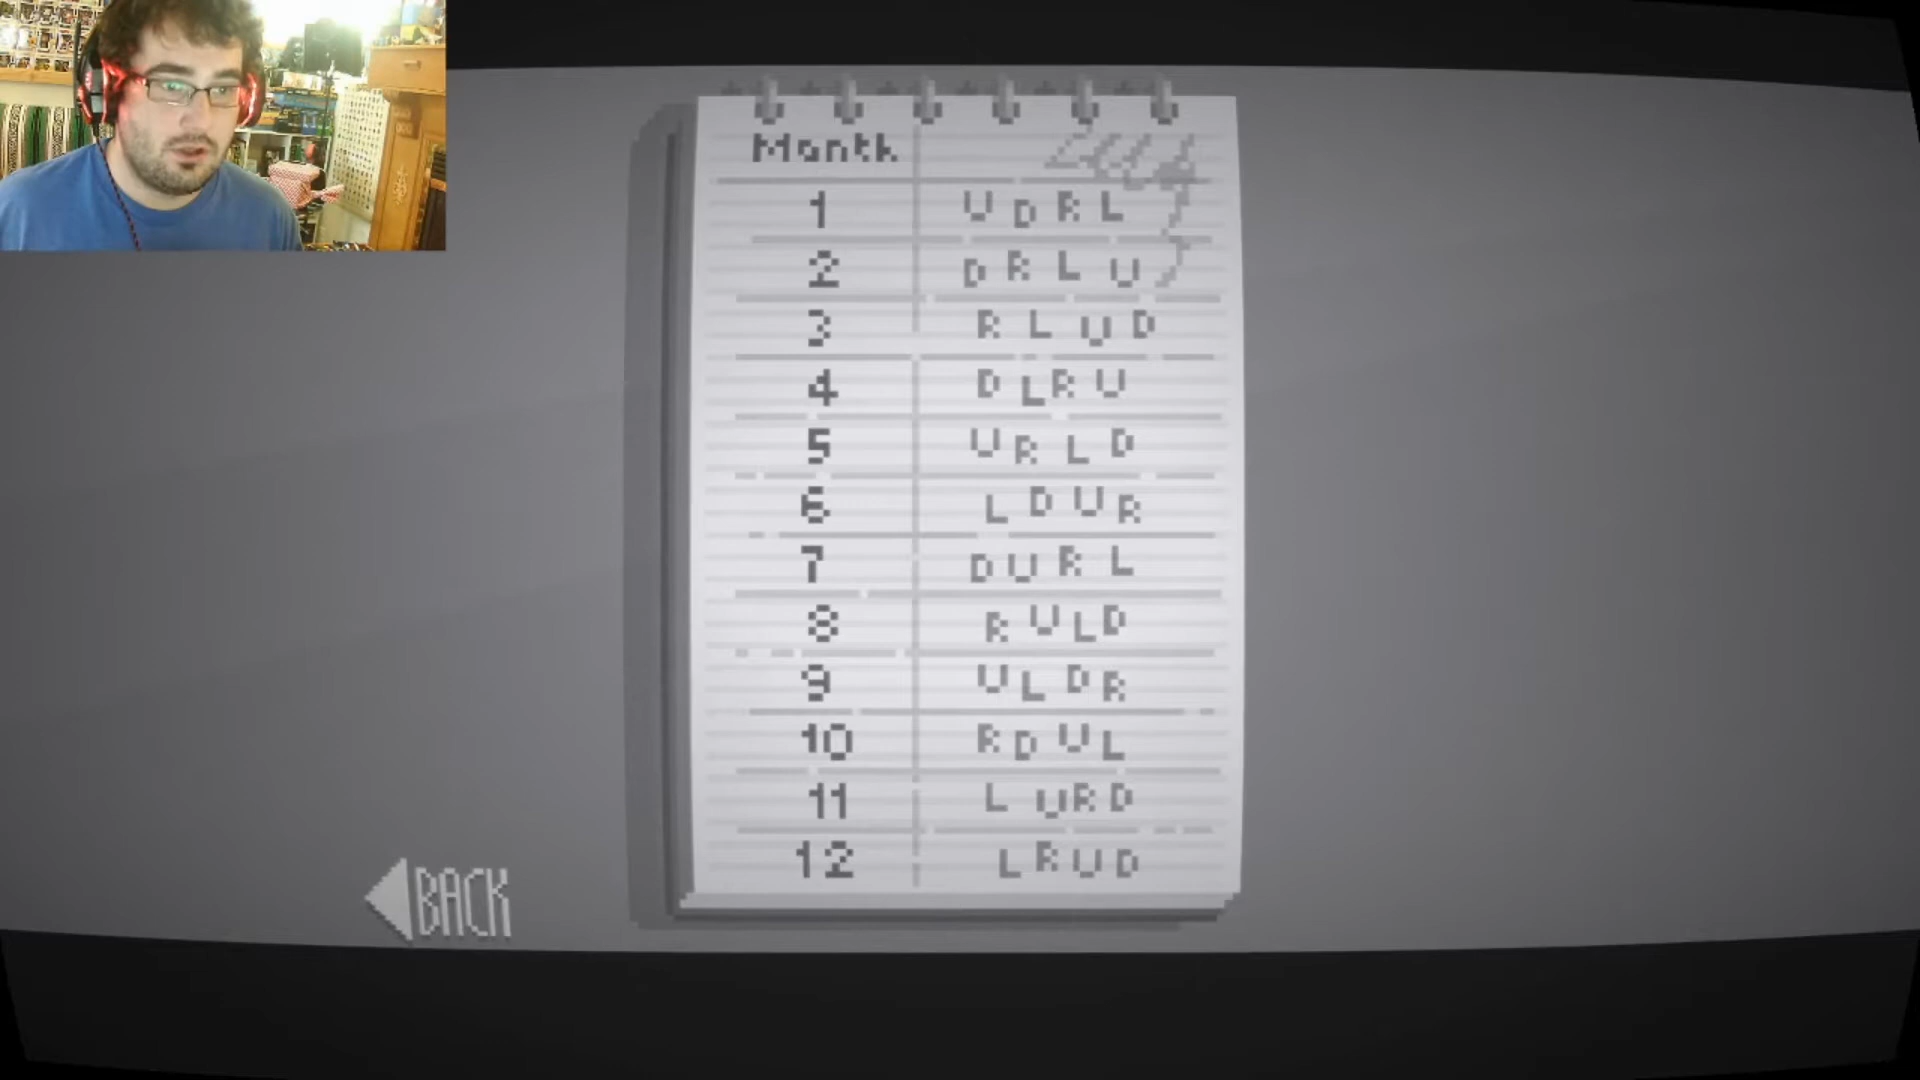 Month
1 U D R L
2 D R L U
3 R L U D
4 D L R U
5 U R L D
6 L D U R
7 D U R L
8 R U L D
9 U L D R
10 R D U L
11 L U R D
12 L R U D
BACK